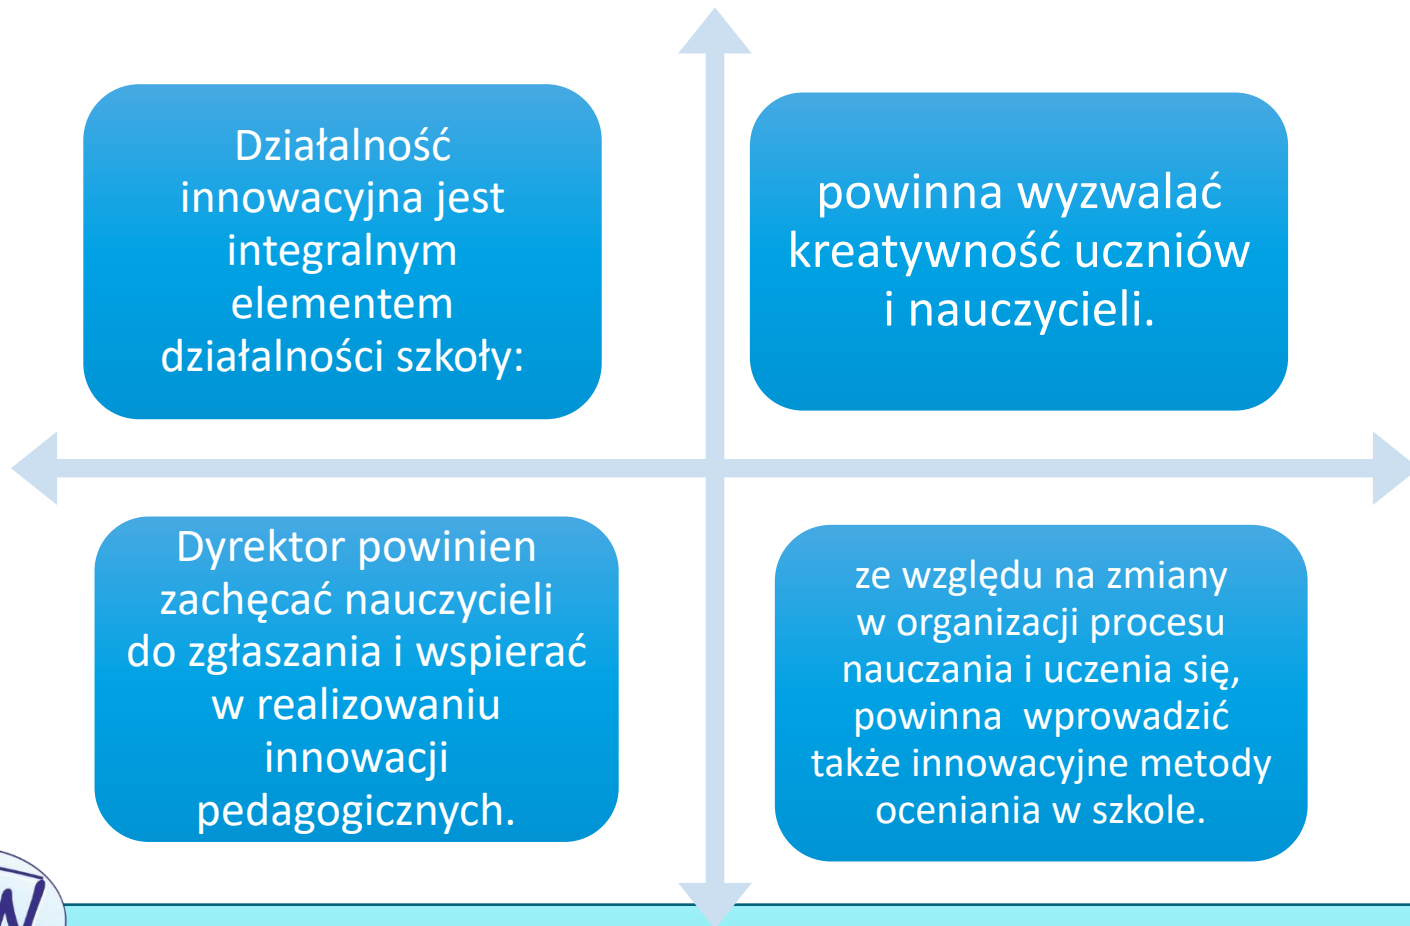 Działalność
innowacyjna jest
integralnym
elementem
działalności szkoły:
powinna wyzwalać
kreatywność uczniów
i nauczycieli.
Dyrektor powinien
zachęcać nauczycieli
do zgłaszania i wspierać
w realizowaniu
innowacji
pedagogicznych.
ze względu na zmiany
w organizacji procesu
nauczania i uczenia się,
powinna  wprowadzić
także innowacyjne metody
oceniania w szkole.